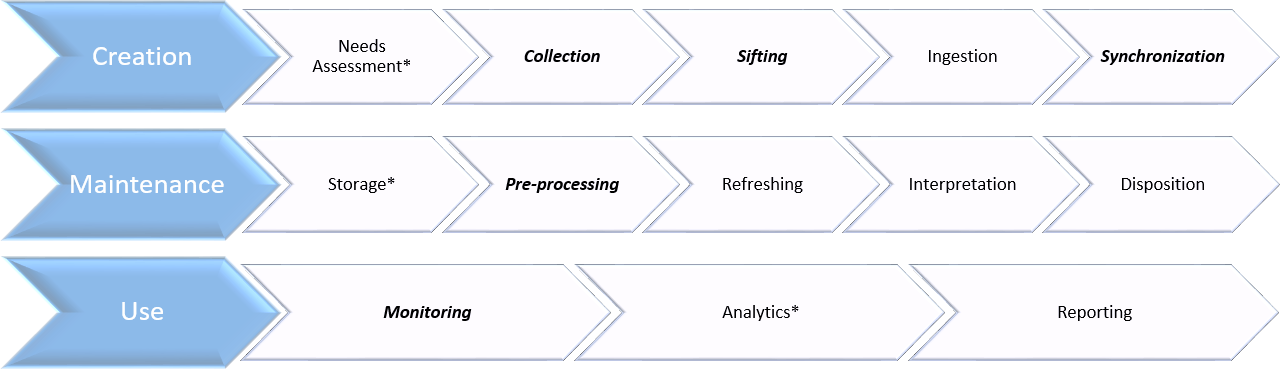 Creation
Needs
Assessment*
Collection
Sifting
Ingestion
Synchronization
Maintenance
Storage*
Pre-processing
Refreshing
Interpretation
Disposition
Use
Monitoring
Analytics*
Reporting